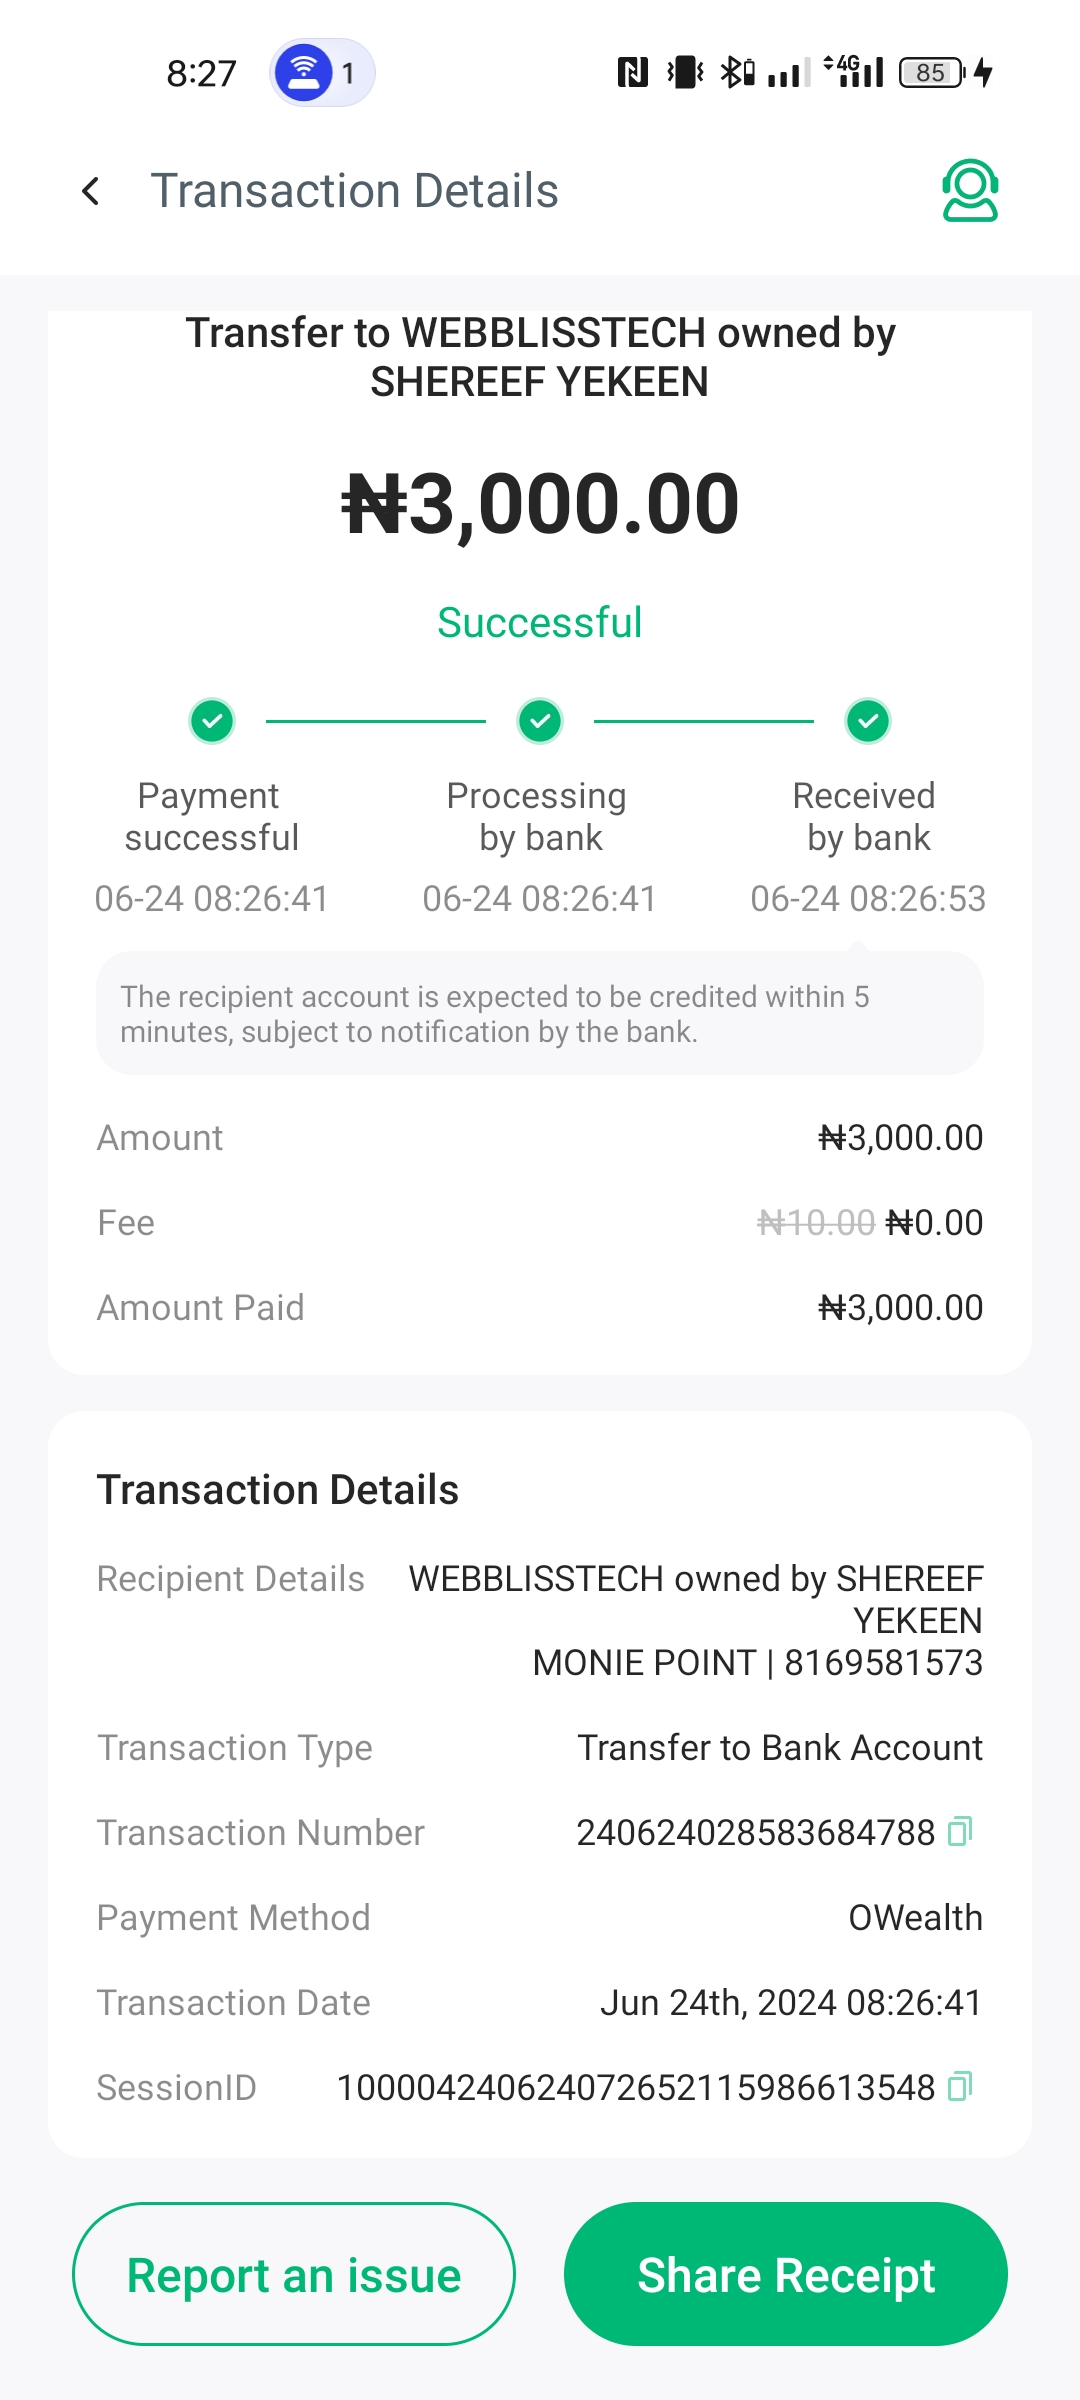 8:27 1 4G 85
Transaction Details
Transfer to WEBBLISSTECH owned by
SHEREEF YEKEEN
₦3,000.00
Successful
Payment successful
Processing by bank
Received by bank
06-24 08:26:41 06-24 08:26:41 06-24 08:26:53
The recipient account is expected to be credited within 5
minutes, subject to notification by the bank.
Amount ₦3,000.00
Fee ₦10.00 ₦0.00
Amount Paid ₦3,000.00
Transaction Details
Recipient Details WEBBLISSTECH owned by SHEREEF
YEKEEN
MONIE POINT | 8169581573
Transaction Type Transfer to Bank Account
Transaction Number 240624028583684788
Payment Method OWealth
Transaction Date Jun 24th, 2024 08:26:41
SessionID 100004240624072652115986613548
Report an issue Share Receipt